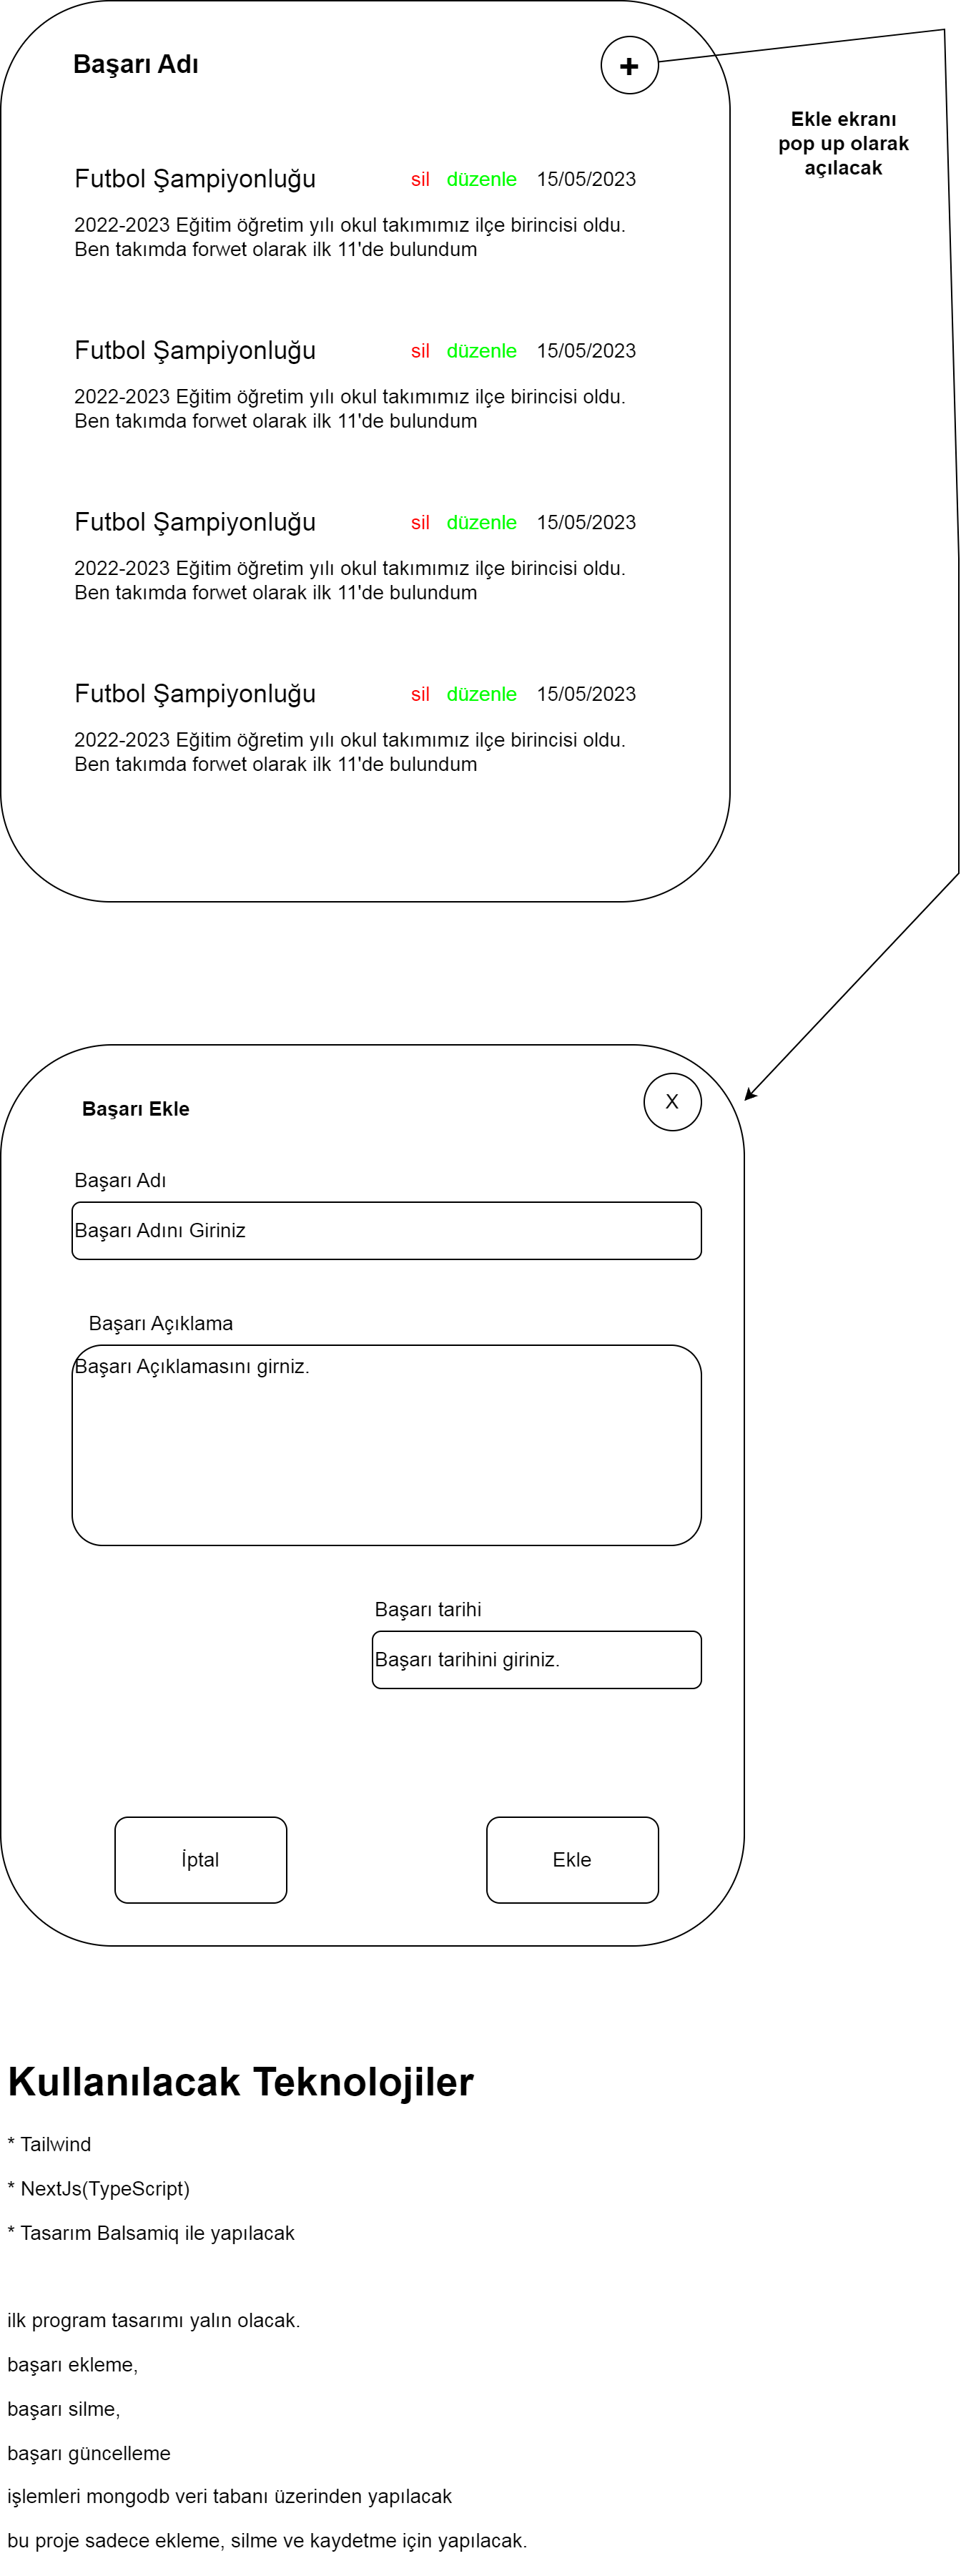 Başarı Adı
+
Ekle ekranı
pop up olarak
açılacak
Futbol Şampiyonluğu sil düzenle 15/05/2023
2022-2023 Eğitim öğretim yılı okul takımımız ilçe birincisi oldu.
Ben takımda forwet olarak ilk 11'de bulundum
Futbol Şampiyonluğu sil düzenle 15/05/2023
2022-2023 Eğitim öğretim yılı okul takımımız ilçe birincisi oldu.
Ben takımda forwet olarak ilk 11'de bulundum
Futbol Şampiyonluğu sil düzenle 15/05/2023
2022-2023 Eğitim öğretim yılı okul takımımız ilçe birincisi oldu.
Ben takımda forwet olarak ilk 11'de bulundum
Futbol Şampiyonluğu sil düzenle 15/05/2023
2022-2023 Eğitim öğretim yılı okul takımımız ilçe birincisi oldu.
Ben takımda forwet olarak ilk 11'de bulundum
Başarı Ekle
X
Başarı Adı
Başarı Adını Giriniz
Başarı Açıklama
Başarı Açıklamasını girniz.
Başarı tarihi
Başarı tarihini giriniz.
İptal
Ekle
Kullanılacak Teknolojiler
* Tailwind
* NextJs(TypeScript)
* Tasarım Balsamiq ile yapılacak
ilk program tasarımı yalın olacak.
başarı ekleme,
başarı silme,
başarı güncelleme
işlemleri mongodb veri tabanı üzerinden yapılacak
bu proje sadece ekleme, silme ve kaydetme için yapılacak.